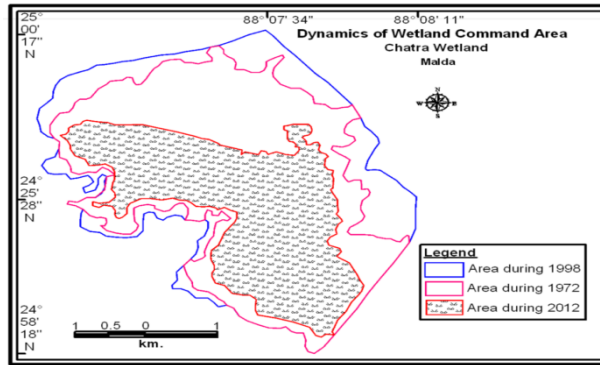 88° 07' 34"
88° 08' 11"
25°
00'
17"
N
Dynamics of Wetland Command Area
Chatra Wetland
Malda
N
W
E
S
24°
25'
28"
N
Legend
Area during 1998
Area during 1972
Area during 2012
24°
58'
18"
N
1 0.5 0 1
km.